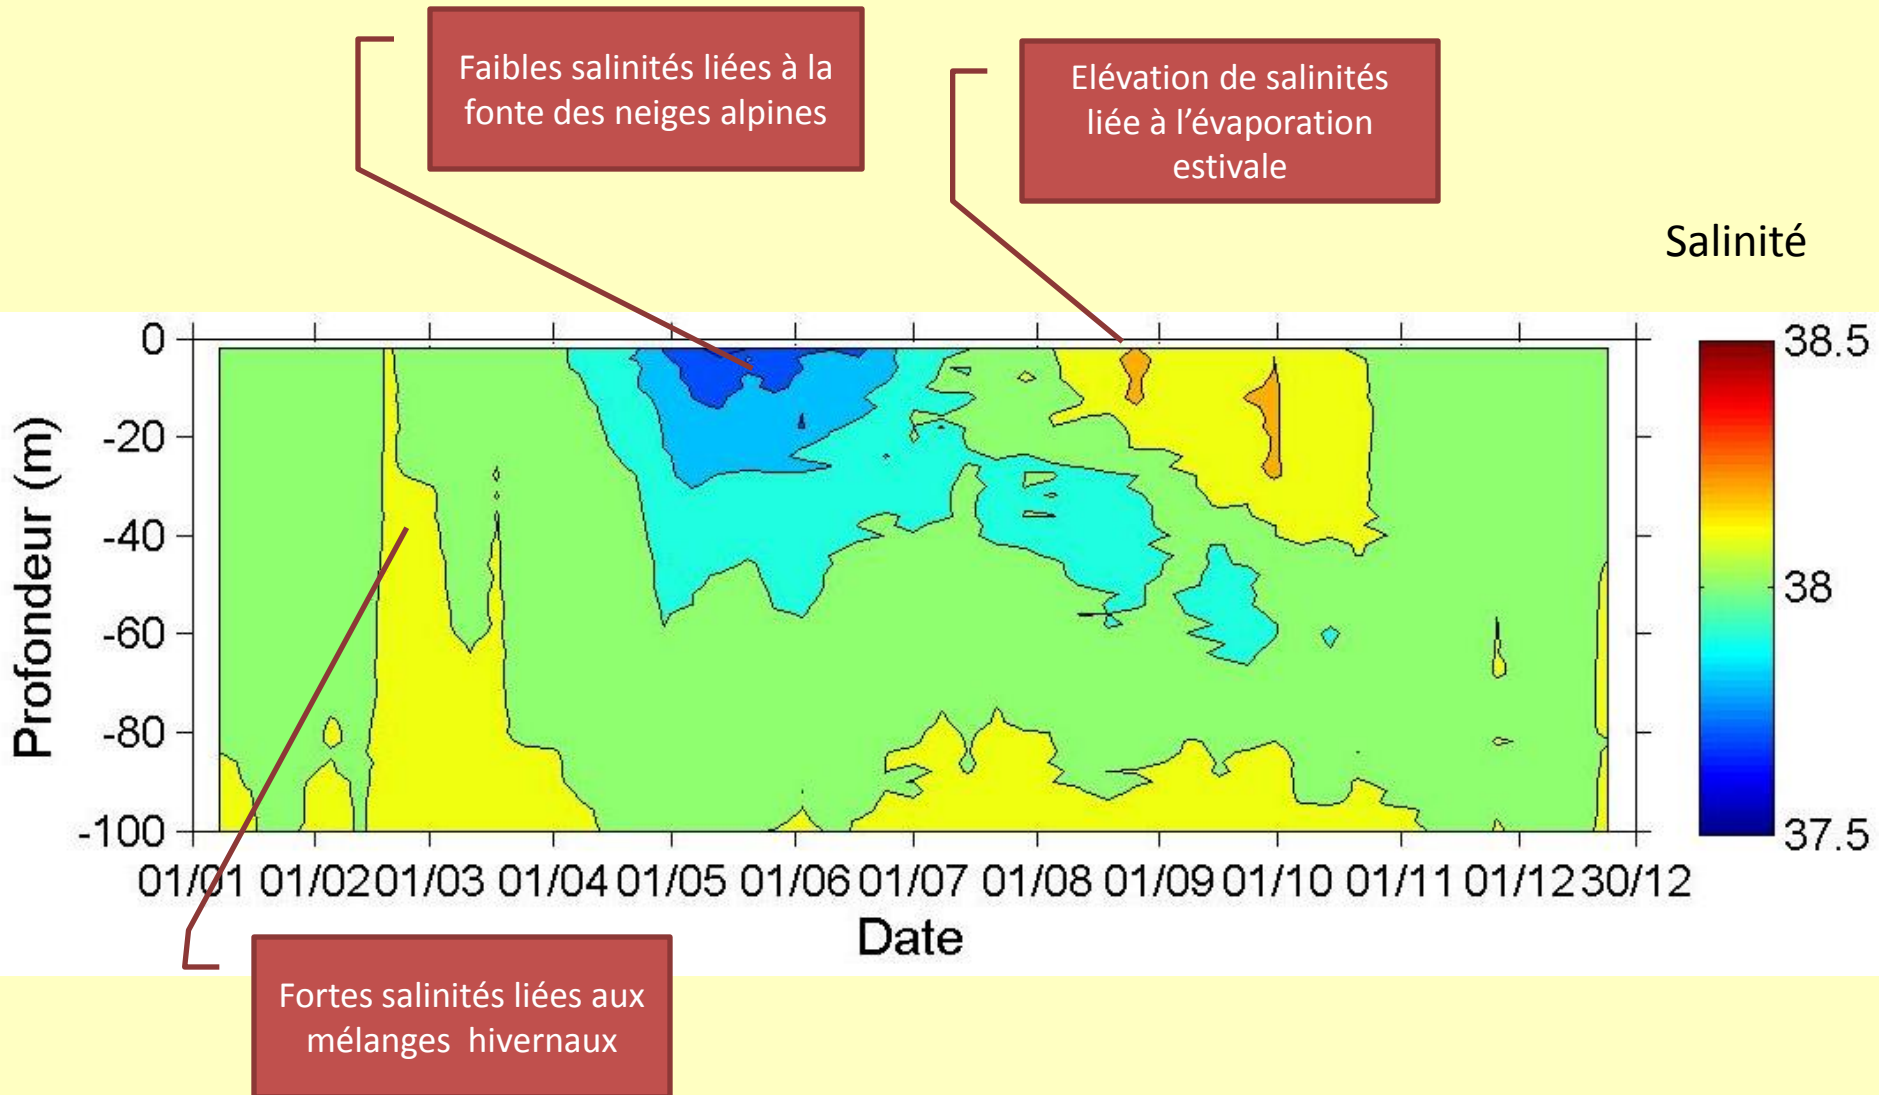 Faibles salinités liées à la
fonte des neiges alpines
Elévation de salinités
liée à l’évaporation
estivale
Salinité
0
-20
-40
-60
-80
-100
Profondeur (m)
01/01 01/02 01/03 01/04 01/05 01/06 01/07 01/08 01/09 01/10 01/11 01/12 30/12
Date
38.5
38
37.5
Fortes salinités liées aux
mélanges hivernaux